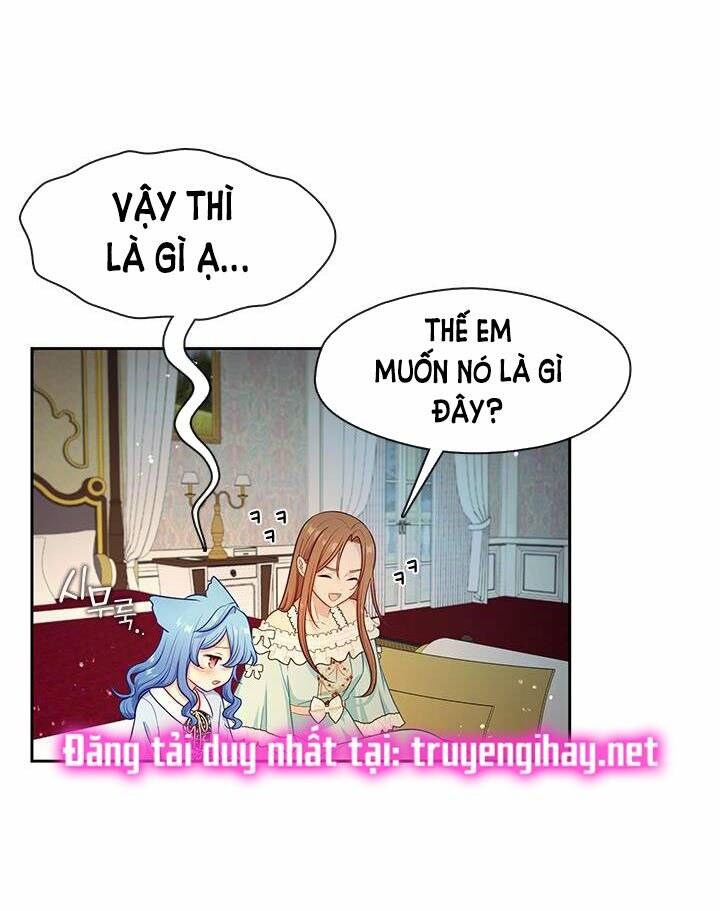 VẬY THÌ
LÀ GÌ Ạ...
THẾ EM
MUỐN NÓ LÀ GÌ
ĐÂY?
ㅋㅋ
ㅋ
ㅋㅋ
시무룩..
Đăng tải duy nhất tại: truyengihay.net